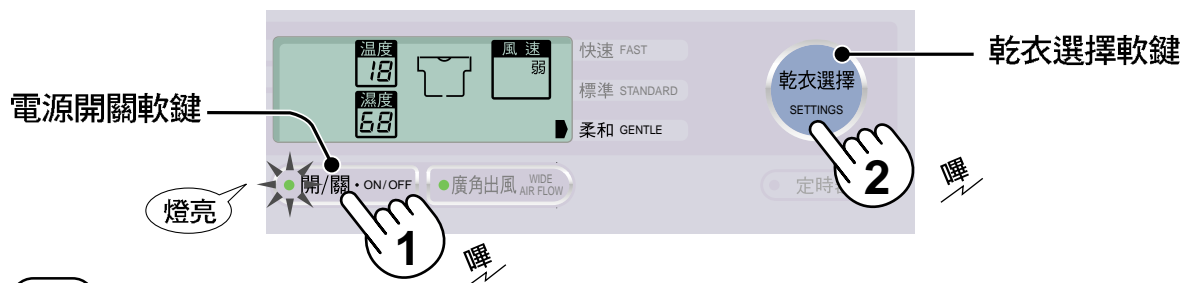 温度
18
濕度
68
風速
弱
快速 FAST
標準 STANDARD
柔和 GENTLE
乾衣選擇
SETTINGS
乾衣選擇軟鍵
電源開關軟鍵
燈亮
開/關・ON/OFF
廣角出風 WIDE AIR FLOW
定時
1
嗶
2
嗶